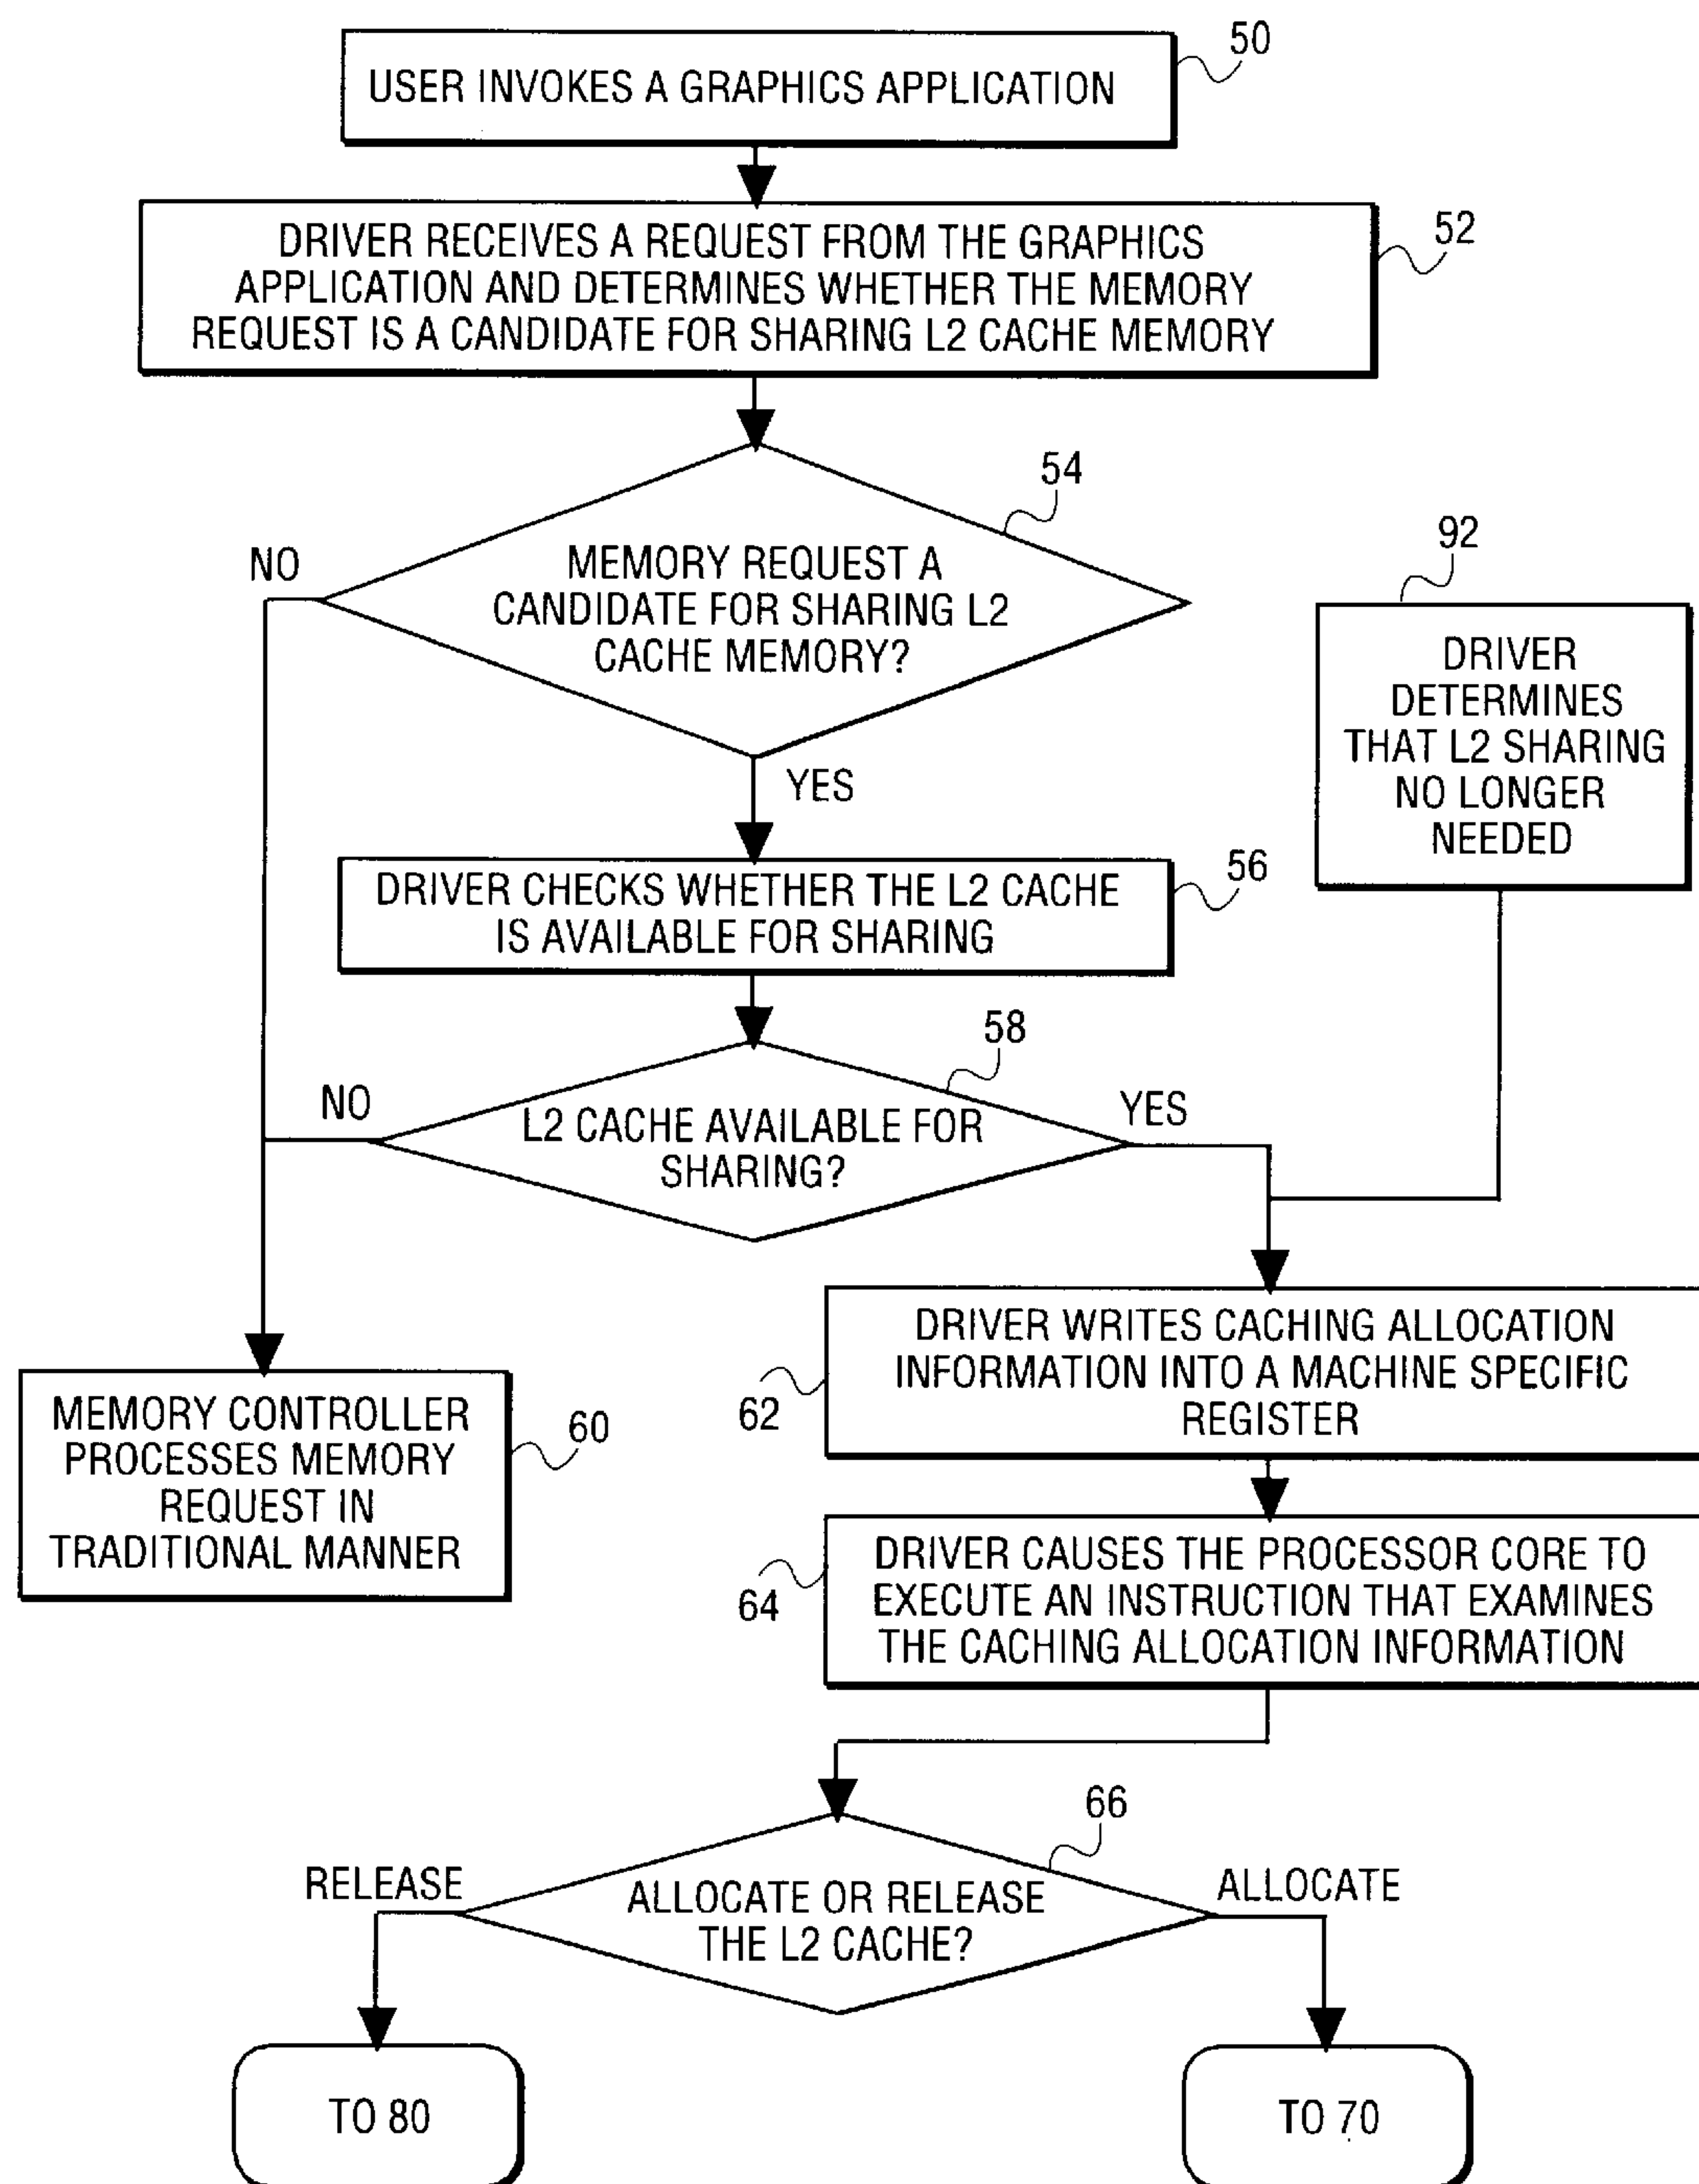 50
USER INVOKES A GRAPHICS APPLICATION
52
DRIVER RECEIVES A REQUEST FROM THE GRAPHICS
APPLICATION AND DETERMINES WHETHER THE MEMORY
REQUEST IS A CANDIDATE FOR SHARING L2 CACHE MEMORY
54
NO
MEMORY REQUEST A
CANDIDATE FOR SHARING L2
CACHE MEMORY?
YES
92
DRIVER
DETERMINES
THAT L2 SHARING
NO LONGER
NEEDED
56
DRIVER CHECKS WHETHER THE L2 CACHE
IS AVAILABLE FOR SHARING
58
NO
L2 CACHE AVAILABLE FOR
SHARING?
YES
MEMORY CONTROLLER
PROCESSES MEMORY
REQUEST IN
TRADITIONAL MANNER
60
62
DRIVER WRITES CACHING ALLOCATION
INFORMATION INTO A MACHINE SPECIFIC
REGISTER
64
DRIVER CAUSES THE PROCESSOR CORE TO
EXECUTE AN INSTRUCTION THAT EXAMINES
THE CACHING ALLOCATION INFORMATION
66
RELEASE
ALLOCATE OR RELEASE
THE L2 CACHE?
ALLOCATE
TO 80
TO 70